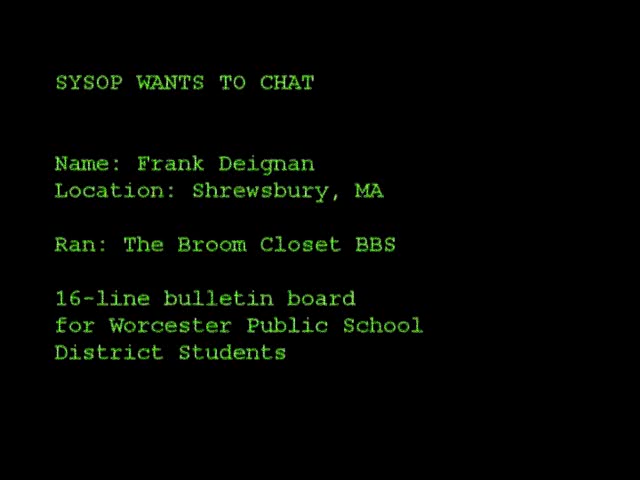 SYSOP WANTS TO CHAT
Name: Frank Deignan
Location: Shrewsbury, MA
Ran: The Broom Closet BBS
16-line bulletin board
for Worcester Public School
District Students